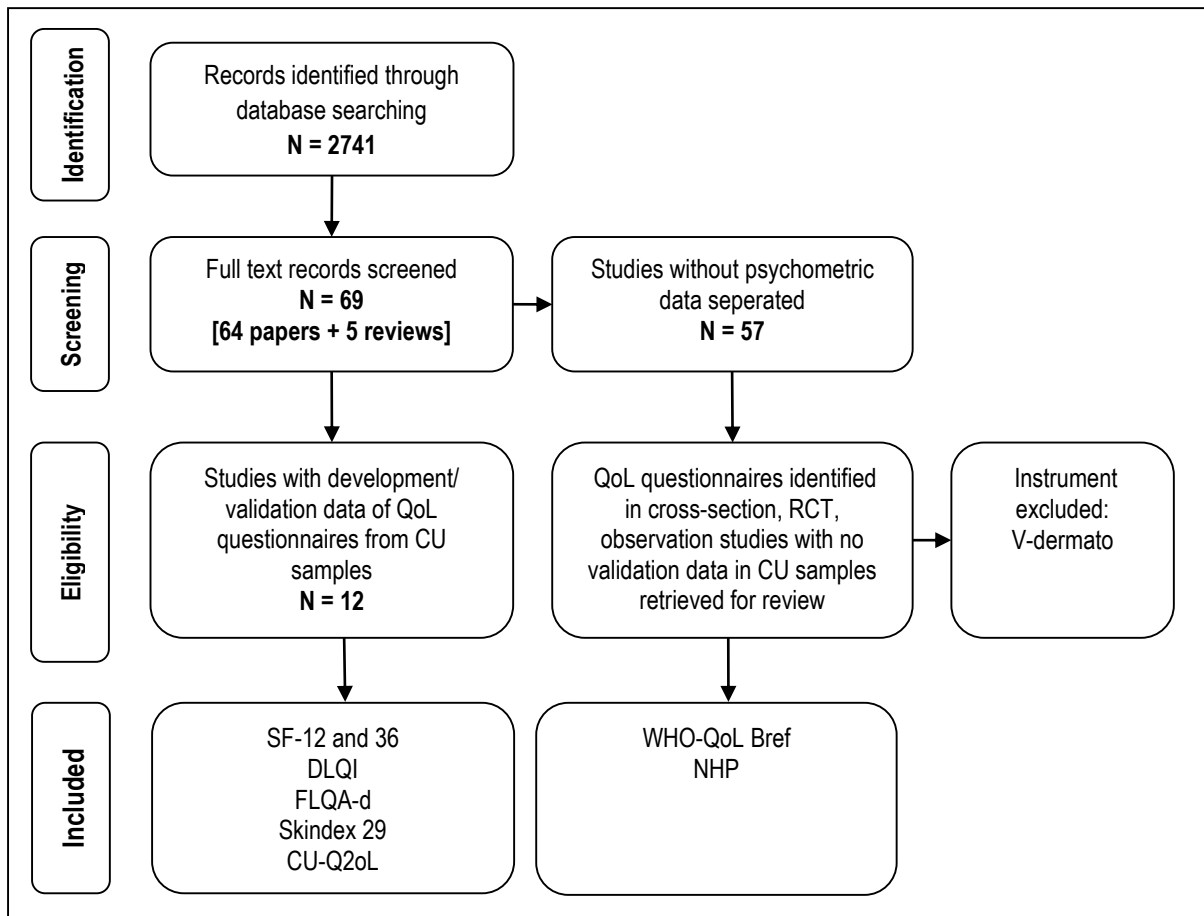 Identification
Records identified through
database searching
N = 2741
Screening
Full text records screened
N = 69
[64 papers + 5 reviews]
Studies without psychometric
data seperated
N = 57
Eligibility
Studies with development/
validation data of QoL
questionnaires from CU
samples
N = 12
QoL questionnaires identified
in cross-section, RCT,
observation studies with no
validation data in CU samples
retrieved for review
Instrument
excluded:
V-dermato
Included
SF-12 and 36
DLQI
FLQA-d
Skindex 29
CU-Q2oL
WHO-QoL Bref
NHP